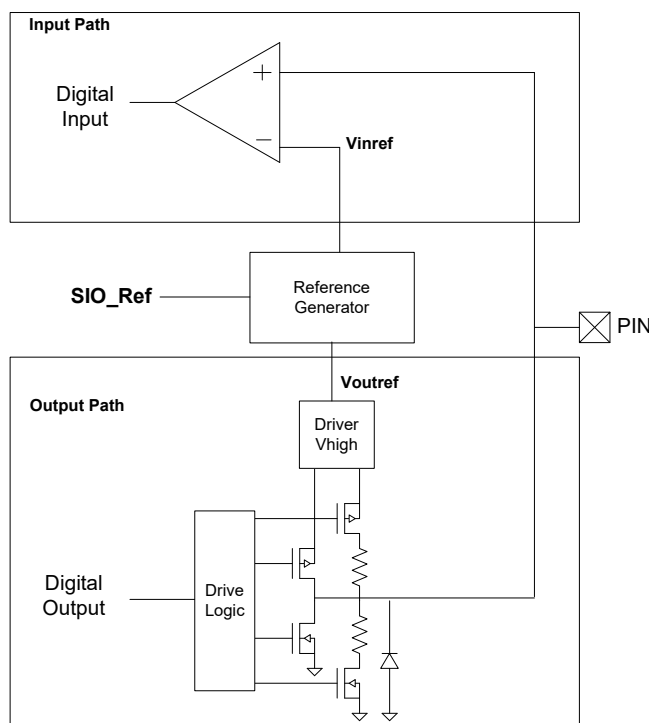 Input Path
Digital
Input
+
−
Vinref
SIO_Ref
Reference
Generator
PIN
Voutref
Output Path
Driver
Vhigh
Digital
Output
Drive
Logic